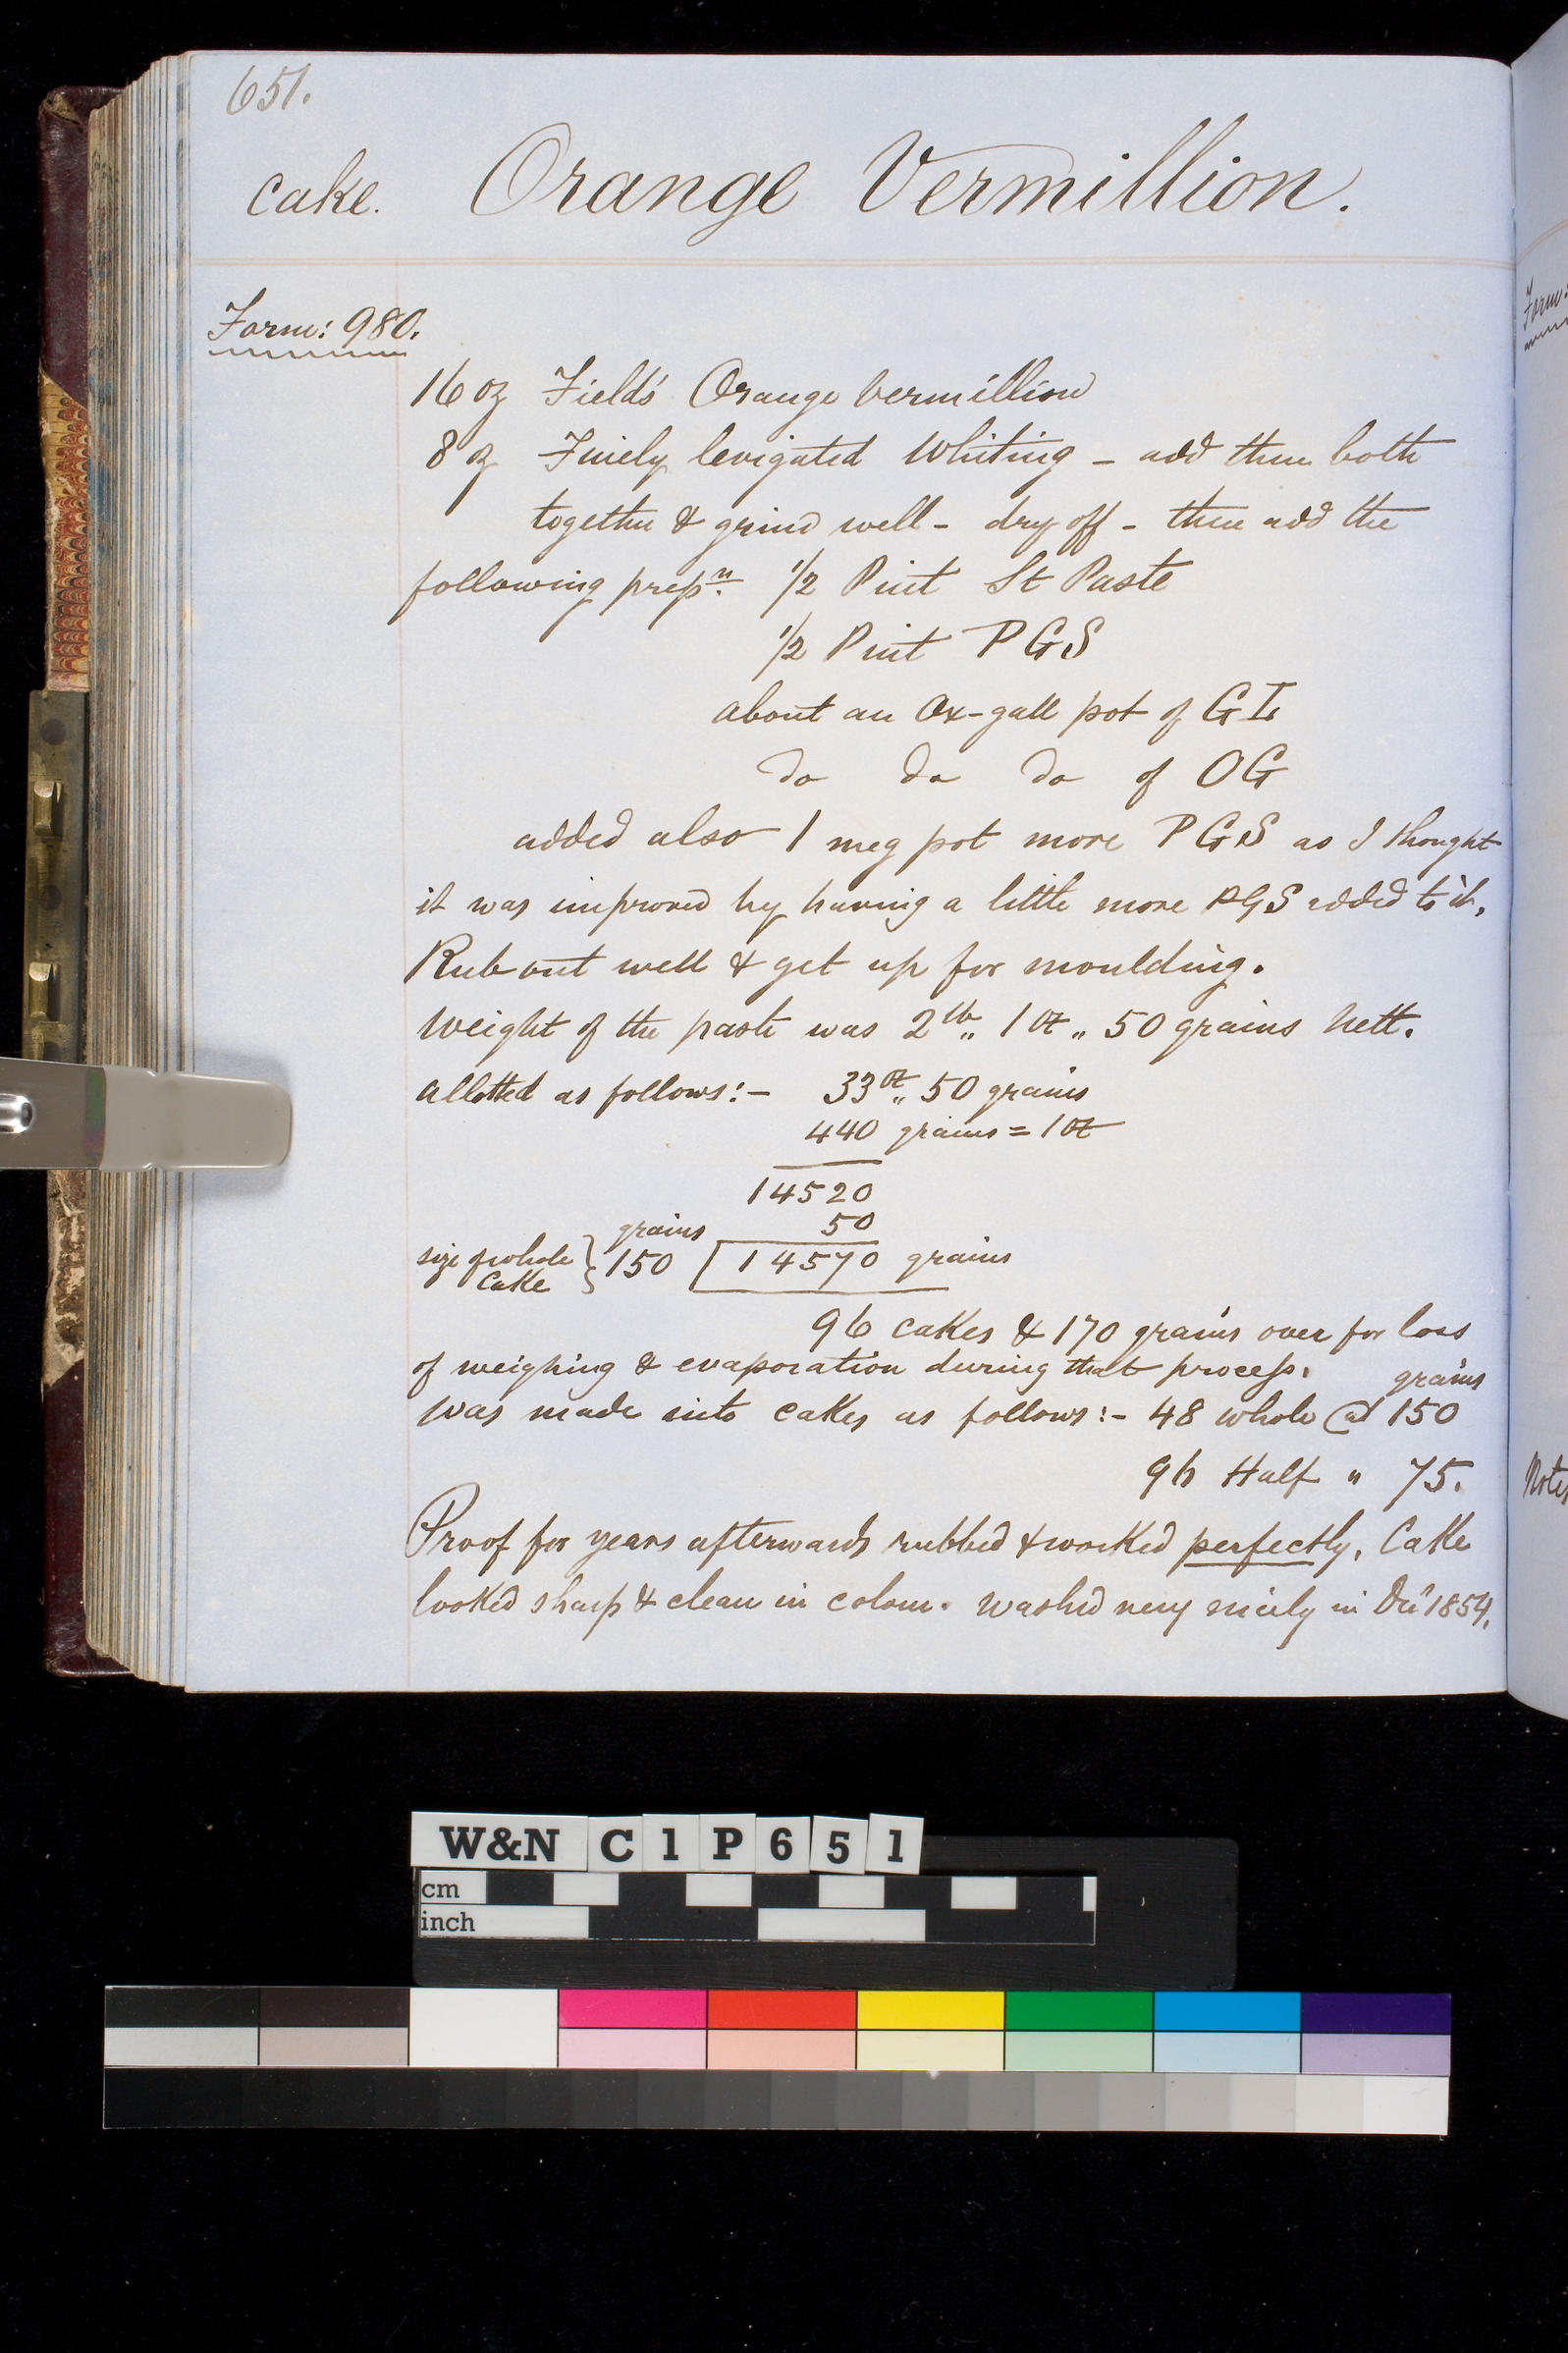 651.
cake. Orange Vermillion.
Form: 980.
16 oz Field's Orange Vermillion
8 oz Finely levigated Whiting - add them both
together & grind well - dry off - then add the
following prepn. 1/2 Pint St Paste
1/2 Pint PGS
about an Ox-gall pot of GL
do do do of OG
added also 1 meg pot more PGS as I thought
it was improved by having a little more PGS added to it.
Rub out well & get up for moulding.
Weight of the paste was 2 lb " 1 oz " 50 grains Nett.
Allotted as follows:- 33 oz " 50 grains
440 grains = 1 oz
14520
50
size of whole cake } grains 150 14570 grains
96 cakes & 170 grains over for loss
of weighing & evaporation during that process.
Was made into cakes as follows:- 48 whole @ 150 grains
96 Half " 75.
Proof for years afterwards rubbed & worked perfectly, Cake
looked sharp & clean in colour. Washed very nicely in Decr 1854.
Form:
Notes
W&N C1P651
cm
inch